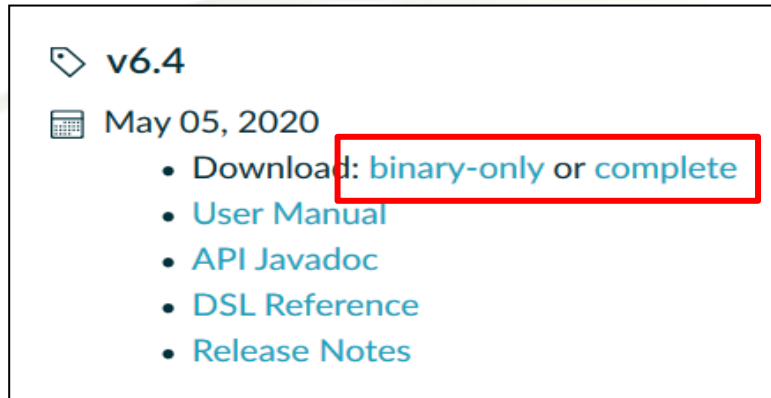 v6.4
May 05, 2020
• Download: binary-only or complete
• User Manual
• API Javadoc
• DSL Reference
• Release Notes